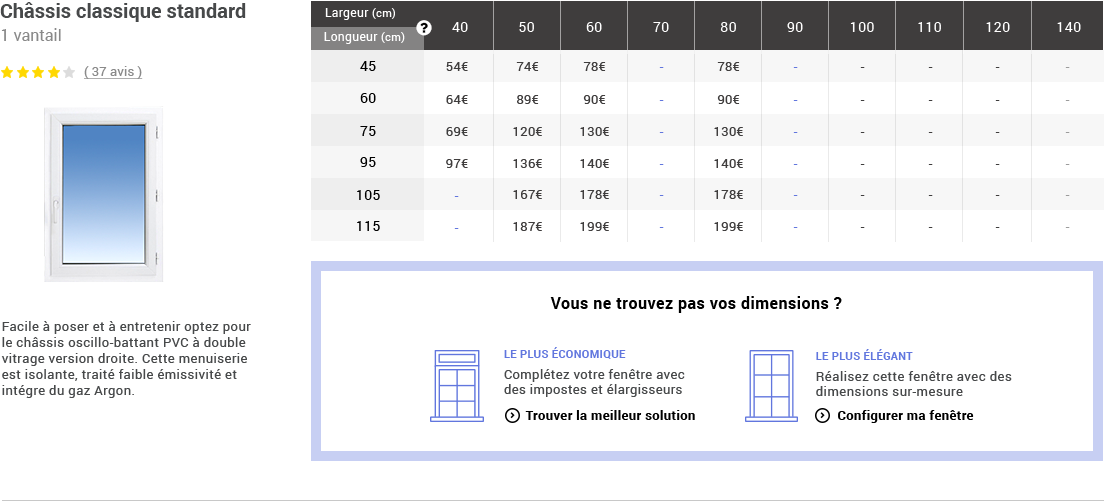 Châssis classique standard
1 vantail
( 37 avis )
Facile à poser et à entretenir optez pour
le châssis oscillo-battant PVC à double
vitrage version droite. Cette menuiserie
est isolante, traité faible émissivité et
intégre du gaz Argon.
Largeur (cm)
Longueur (cm)
? 40 50 60 70 80 90 100 110 120 140
45 54€ 74€ 78€ - 78€ - - - - -
60 64€ 89€ 90€ - 90€ - - - - -
75 69€ 120€ 130€ - 130€ - - - - -
95 97€ 136€ 140€ - 140€ - - - - -
105 - 167€ 178€ - 178€ - - - - -
115 - 187€ 199€ - 199€ - - - - -
Vous ne trouvez pas vos dimensions ?
LE PLUS ÉCONOMIQUE
Complétez votre fenêtre avec
des impostes et élargisseurs
Trouver la meilleur solution
LE PLUS ÉLÉGANT
Réalisez cette fenêtre avec des
dimensions sur-mesure
Configurer ma fenêtre